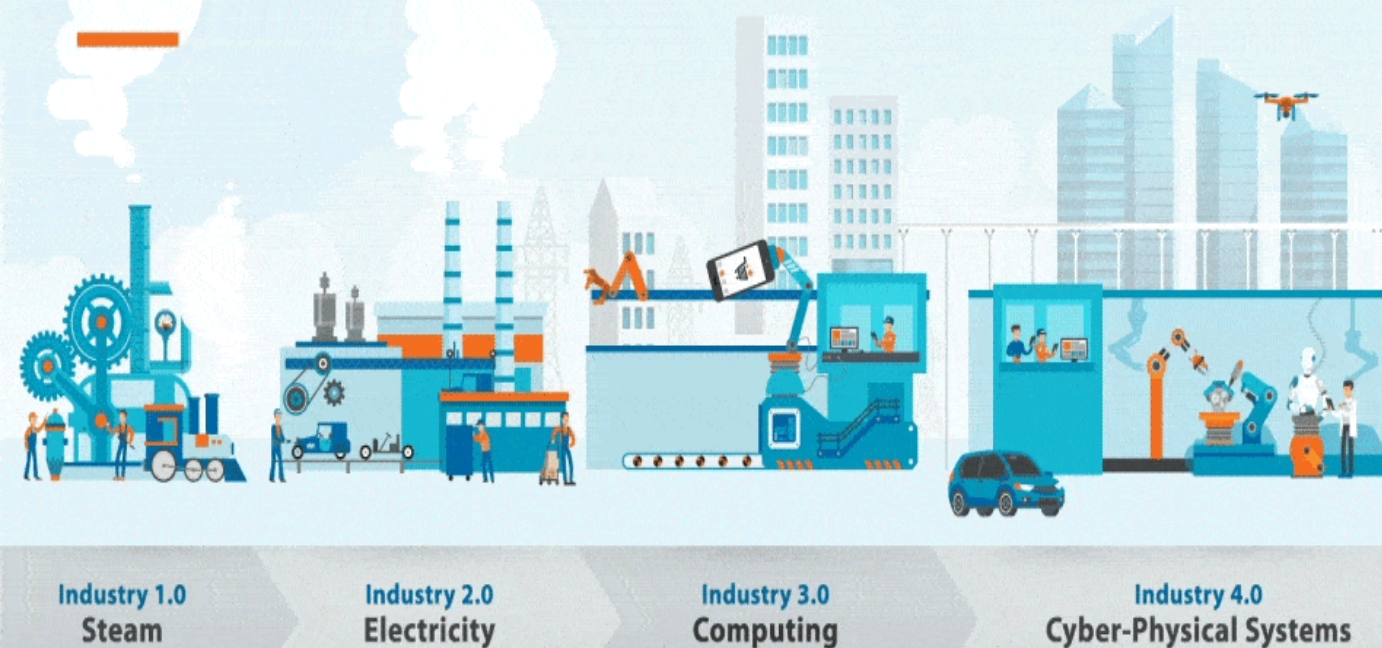 Industry 1.0
Steam
Industry 2.0
Electricity
Industry 3.0
Computing
Industry 4.0
Cyber-Physical Systems